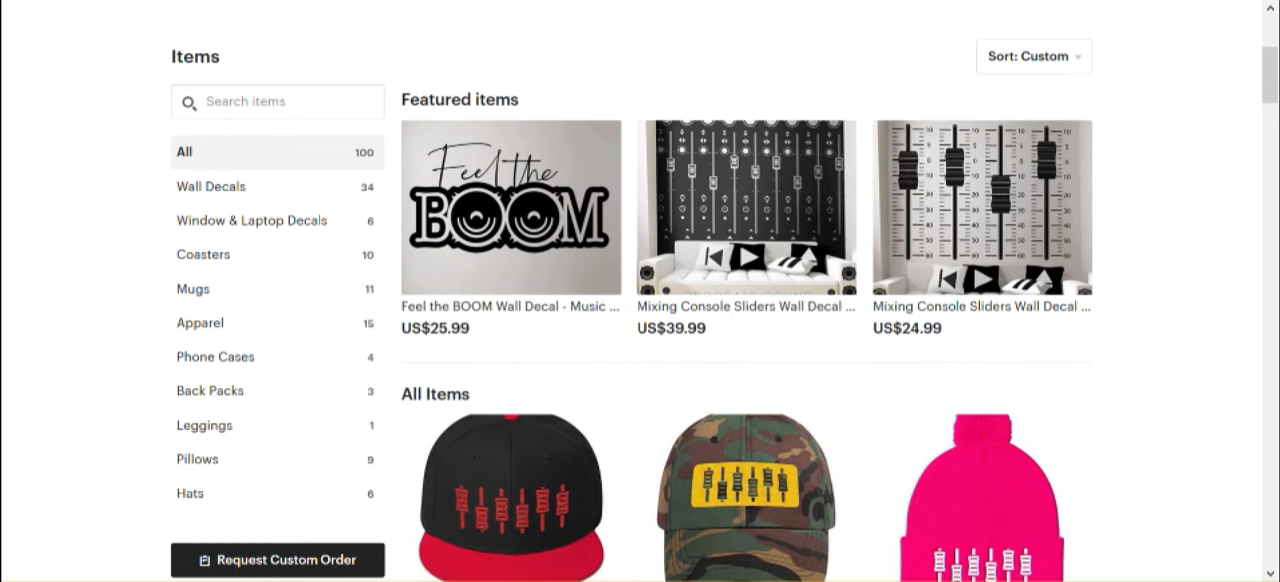 Items
Sort: Custom
Search items
All 100
Wall Decals 34
Window & Laptop Decals 6
Coasters 10
Mugs 11
Apparel 15
Phone Cases 4
Back Packs 3
Leggings 1
Pillows 9
Hats 6
Request Custom Order
Featured items
Feel the
BOOM
Feel the BOOM Wall Decal - Music ...
US$25.99
Mixing Console Sliders Wall Decal ...
US$39.99
Mixing Console Sliders Wall Decal ...
US$24.99
All Items